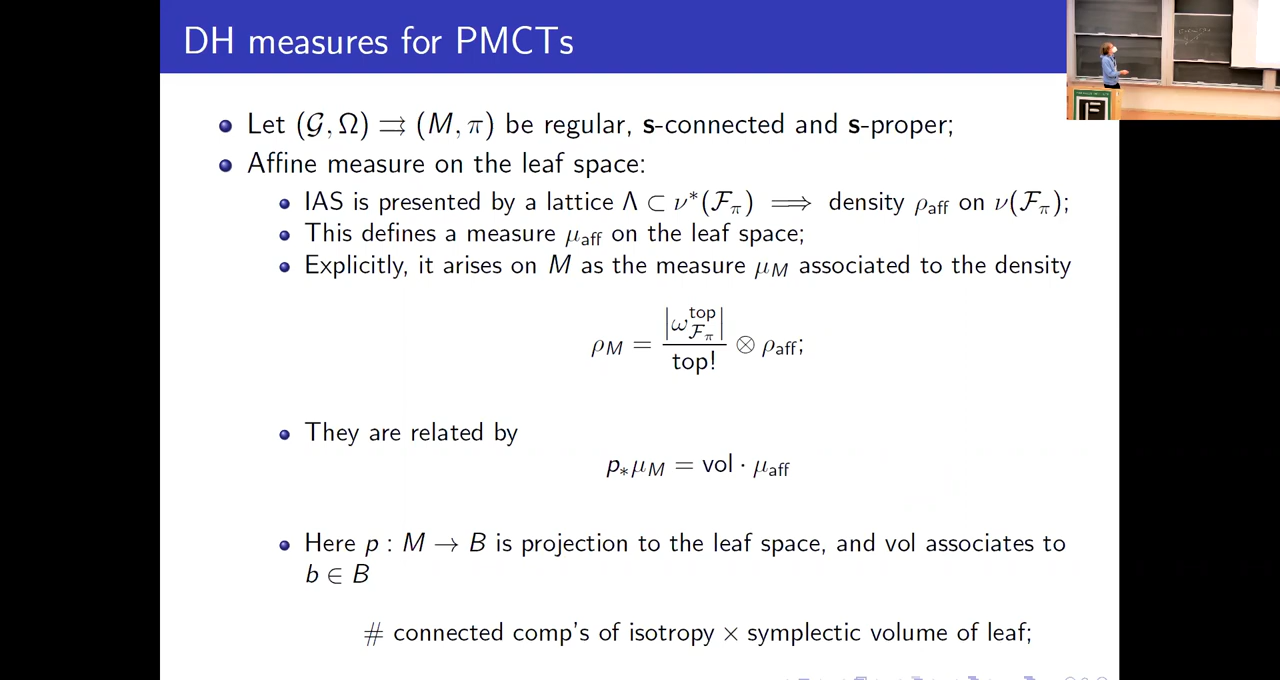 DH measures for PMCTs
Let (𝒢, Ω) ⇉ (M, π) be regular, s-connected and s-proper;
Affine measure on the leaf space:
IAS is presented by a lattice Λ ⊂ ν*(ℱ_π) ⟹ density ρ_aff on ν(ℱ_π);
This defines a measure μ_aff on the leaf space;
Explicitly, it arises on M as the measure μ_M associated to the density
ρ_M = |ω_{ℱ_π}^{top}| / top! ⊗ ρ_aff;
They are related by
p_*μ_M = vol · μ_aff
Here p : M → B is projection to the leaf space, and vol associates to
b ∈ B
# connected comp's of isotropy × symplectic volume of leaf;